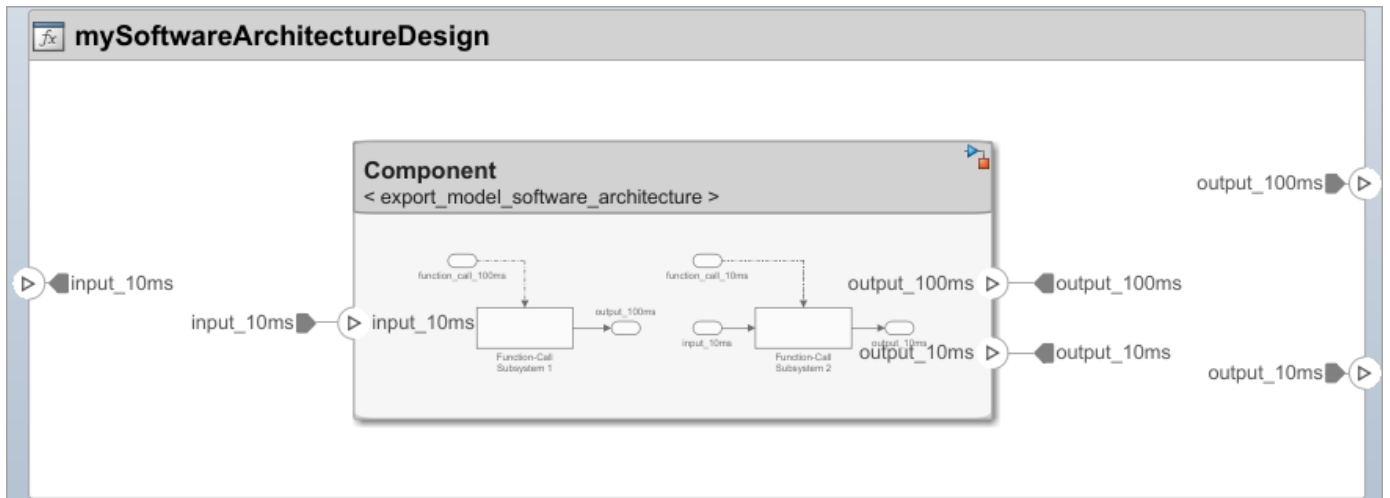 fx mySoftwareArchitectureDesign
Component
< export_model_software_architecture >
output_100ms
input_10ms
input_10ms
input_10ms
function_call_100ms
output_100ms
Function-Call
Subsystem 1
function_call_10ms
input_10ms
output_10ms
Function-Call
Subsystem 2
output_100ms
output_100ms
output_10ms
output_10ms
output_10ms